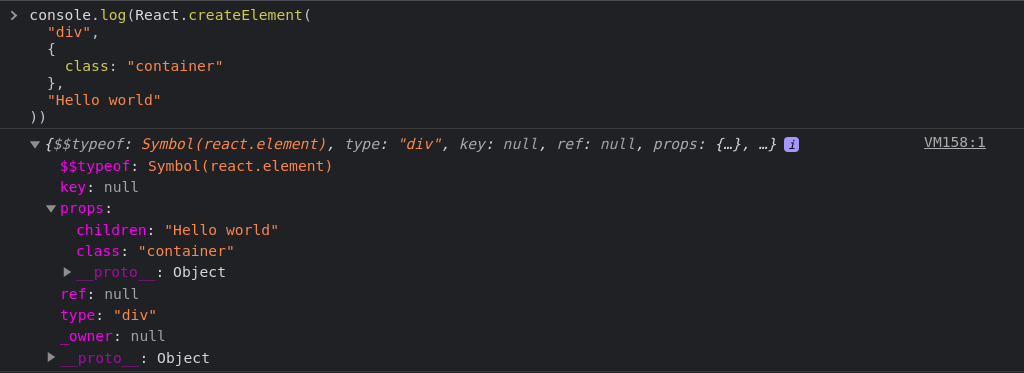 console.log(React.createElement(
"div",
{
class: "container"
},
"Hello world"
))
{$$typeof: Symbol(react.element), type: "div", key: null, ref: null, props: {…}, …} i VM158:1
$$typeof: Symbol(react.element)
key: null
props:
children: "Hello world"
class: "container"
__proto__: Object
ref: null
type: "div"
_owner: null
__proto__: Object